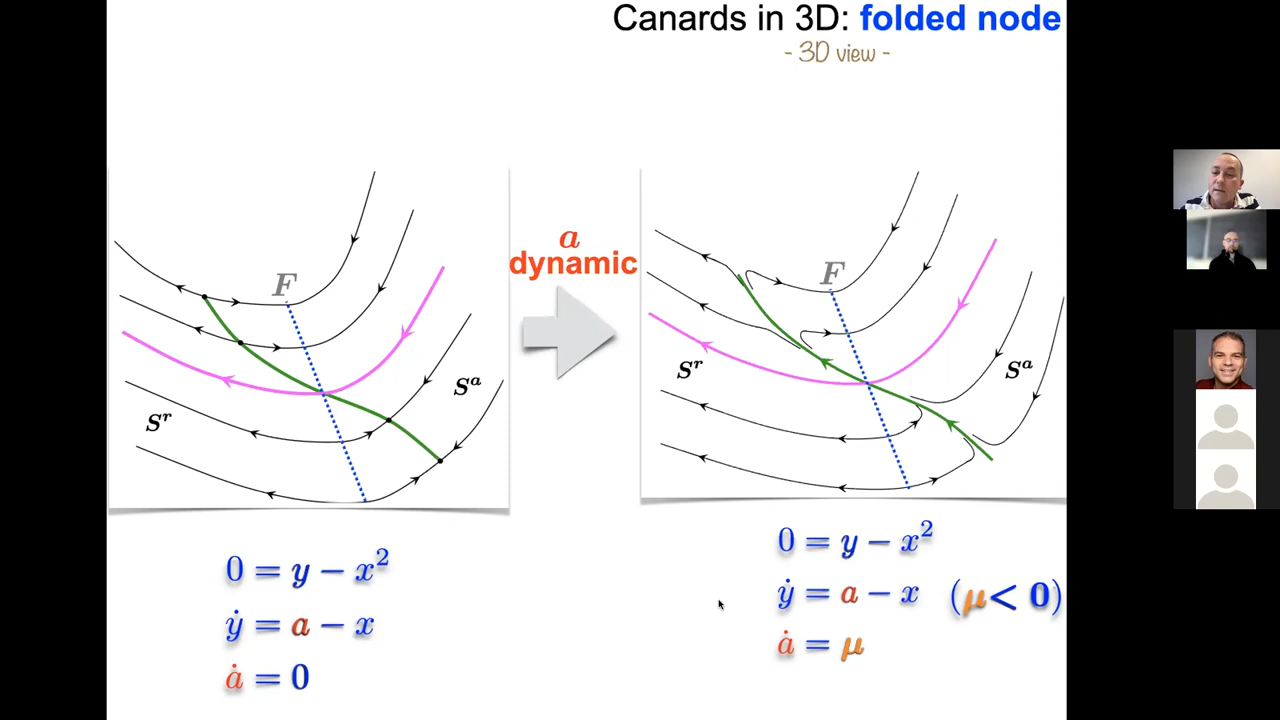 Canards in 3D: folded node
- 3D view -
a
dynamic
F
S^a
S^r
F
S^r
S^a
0 = y − x²
ẏ = a − x
ȧ = 0
0 = y − x²
ẏ = a − x (μ < 0)
ȧ = μ